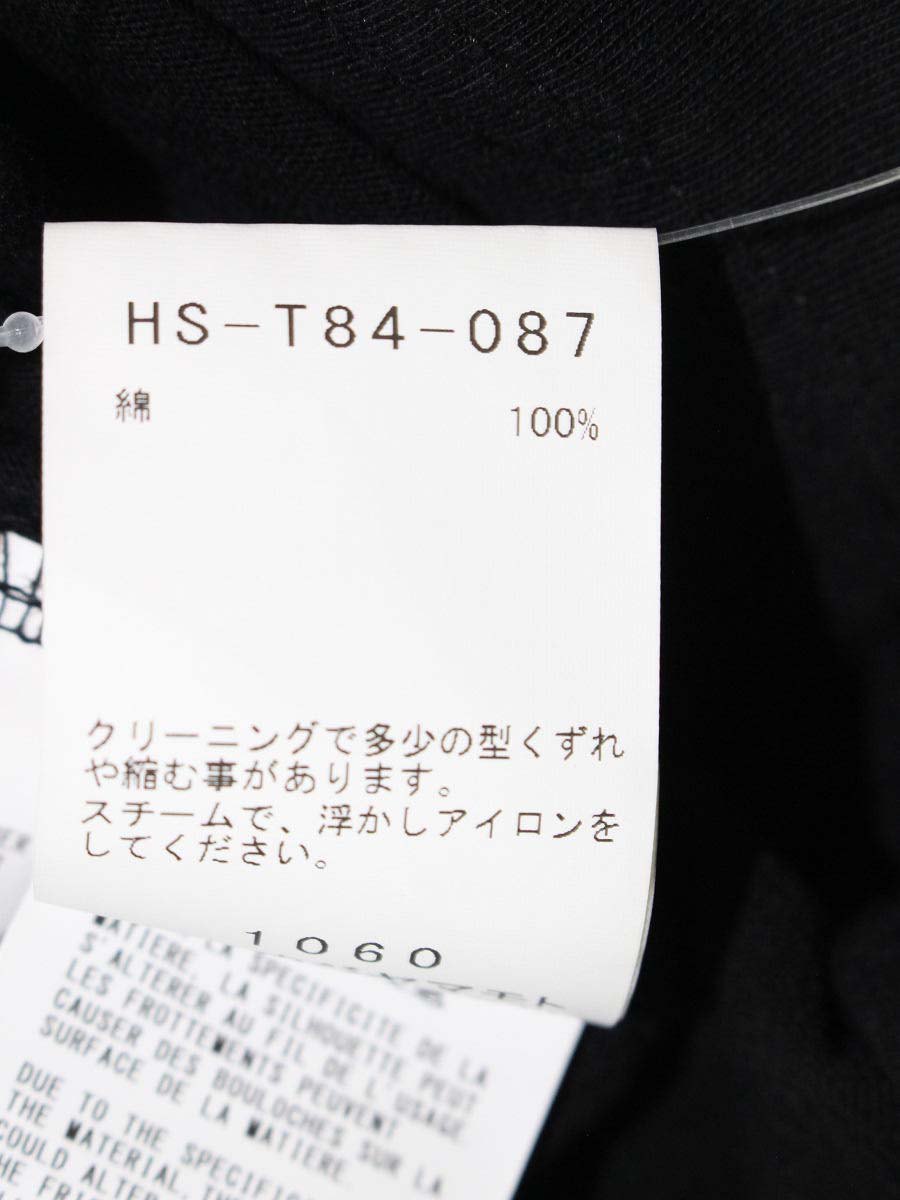 HS-T84-087
綿 100%
クリーニングで多少の型くずれ
や縮む事があります。
スチームで、浮かしアイロンを
してください。
1060
LA SPECIFICITE DE LA
MATIERE, LA SILHOUETTE PEUT
S'ALTERER AU FIL DE L'USAGE.
LES FROTTEMENTS PEUVENT
CAUSER DES BOULOCHES SUR LA
SURFACE DE LA MATIERE.
DUE TO THE SPECIFIC
THE MATERIAL, THE
COULD ALTER